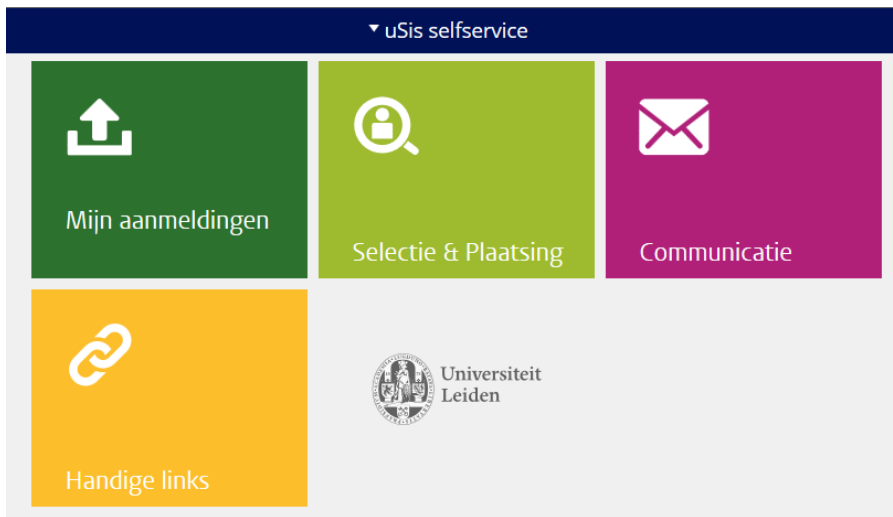 uSis selfservice
Mijn aanmeldingen
Selectie & Plaatsing
Communicatie
Handige links
Universiteit
Leiden